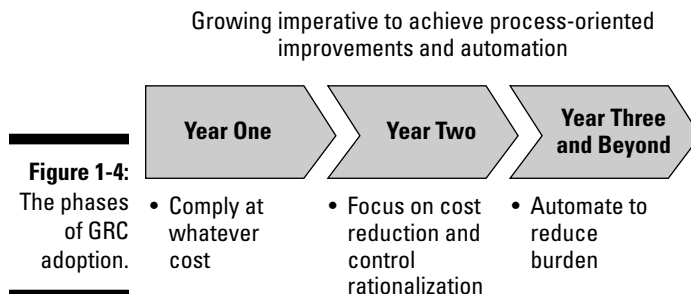 Growing imperative to achieve process-oriented
improvements and automation
Year One
Year Two
Year Three
and Beyond
Figure 1-4:
The phases
of GRC
adoption.
• Comply at
whatever
cost
• Focus on cost
reduction and
control
rationalization
• Automate to
reduce
burden